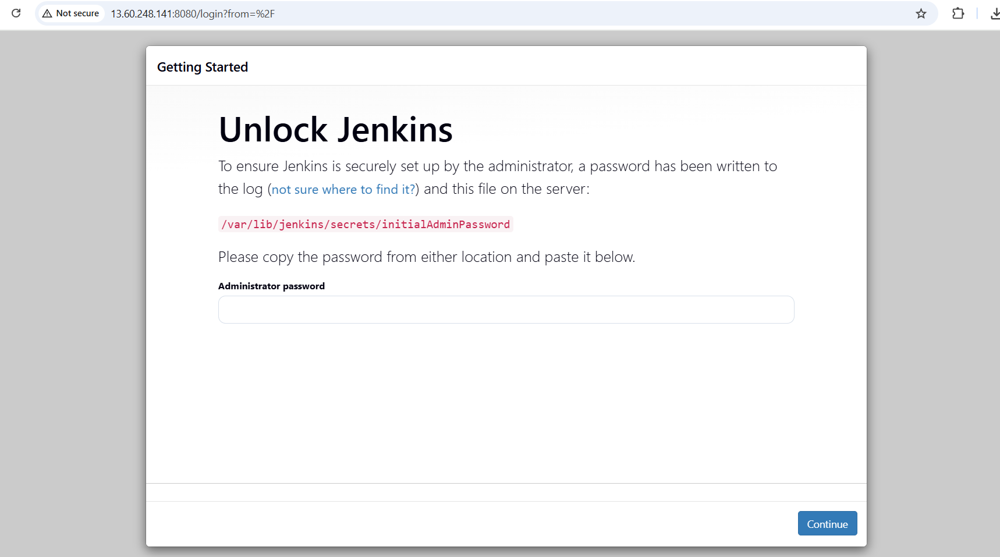 Not secure 13.60.248.141:8080/login?from=%2F
Getting Started
Unlock Jenkins
To ensure Jenkins is securely set up by the administrator, a password has been written to
the log (not sure where to find it?) and this file on the server:
/var/lib/jenkins/secrets/initialAdminPassword
Please copy the password from either location and paste it below.
Administrator password
Continue